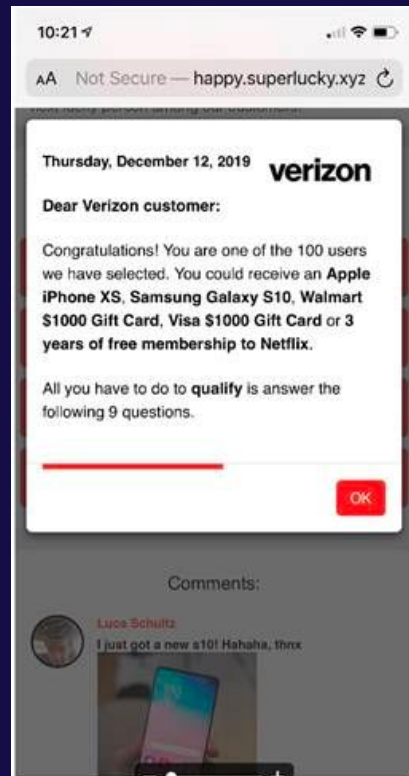 10:21
AA Not Secure — happy.superlucky.xyz
Thursday, December 12, 2019
verizon
Dear Verizon customer:
Congratulations! You are one of the 100 users
we have selected. You could receive an Apple
iPhone XS, Samsung Galaxy S10, Walmart
$1000 Gift Card, Visa $1000 Gift Card or 3
years of free membership to Netflix.
All you have to do to qualify is answer the
following 9 questions.
OK
Comments:
Luca Schultz
I just got a new s10! Hahaha, thnx